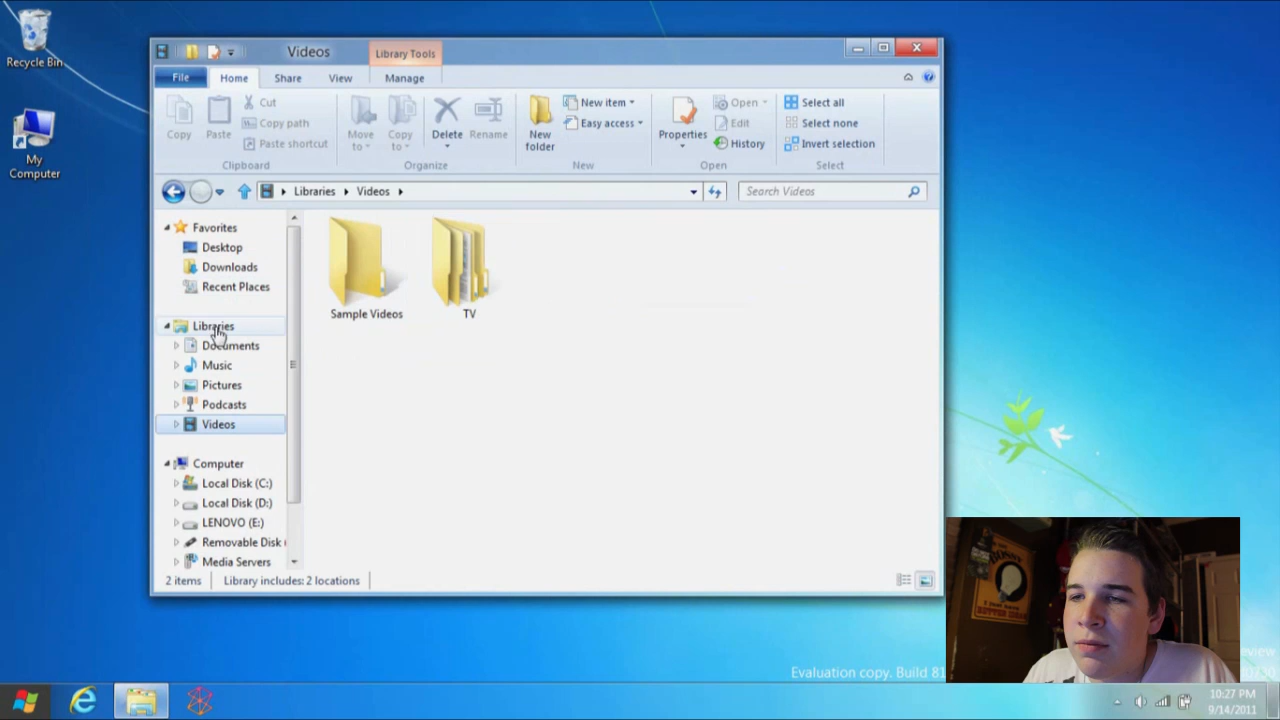 Recycle Bin
My
Computer
Videos
Library Tools
File Home Share View Manage
Copy
Paste
Cut
Copy path
Paste shortcut
Clipboard
Move
to
Copy
to
Delete
Rename
Organize
New
folder
New item
Easy access
New
Properties
Open
Edit
History
Open
Select all
Select none
Invert selection
Select
Libraries Videos
Search Videos
Favorites
Desktop
Downloads
Recent Places
Libraries
Documents
Music
Pictures
Podcasts
Videos
Computer
Local Disk (C:)
Local Disk (D:)
LENOVO (E:)
Removable Disk
Media Servers
Sample Videos
TV
2 items
Library includes: 2 locations
BETTER IDEA
Evaluation copy. Build 81
10:27 PM
9/14/2011